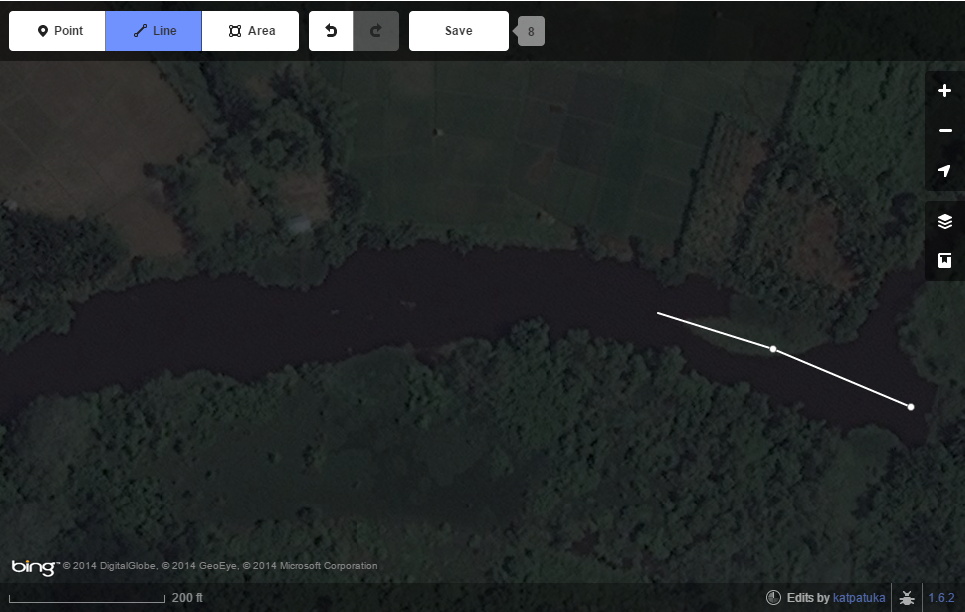 Point Line Area Save 8
bing™ © 2014 DigitalGlobe, © 2014 GeoEye, © 2014 Microsoft Corporation
200 ft Edits by katpatuka 1.6.2